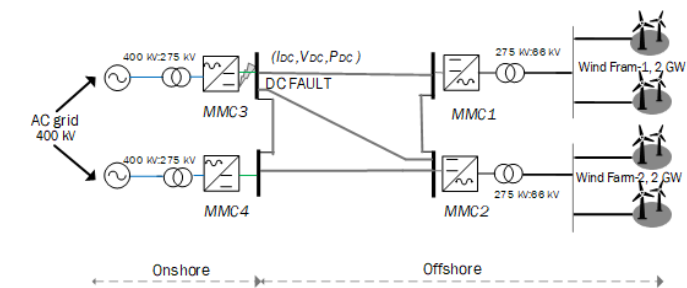 400 kV:275 kV
(IDC,VDC,PDC)
275 kV:66 kV
Wind Fram-1, 2 GW
DC FAULT
MMC3
MMC1
AC grid
400 kV
400 kV:275 kV
Wind Farm-2, 2 GW
275 kV:66 kV
MMC4
MMC2
Onshore
Offshore